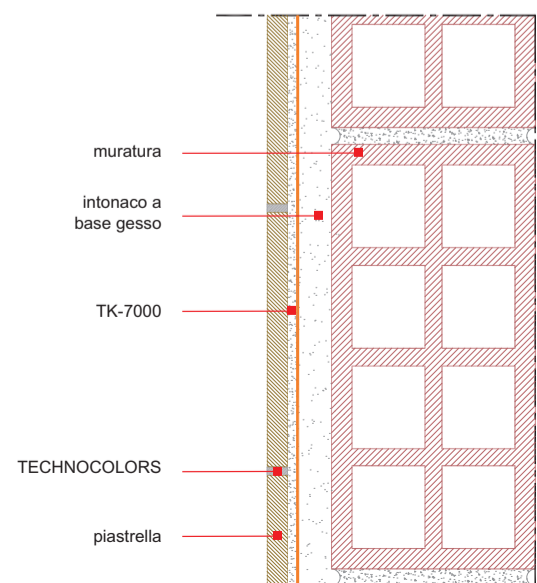 muratura
intonaco a
base gesso
TK-7000
TECHNOCOLORS
piastrella